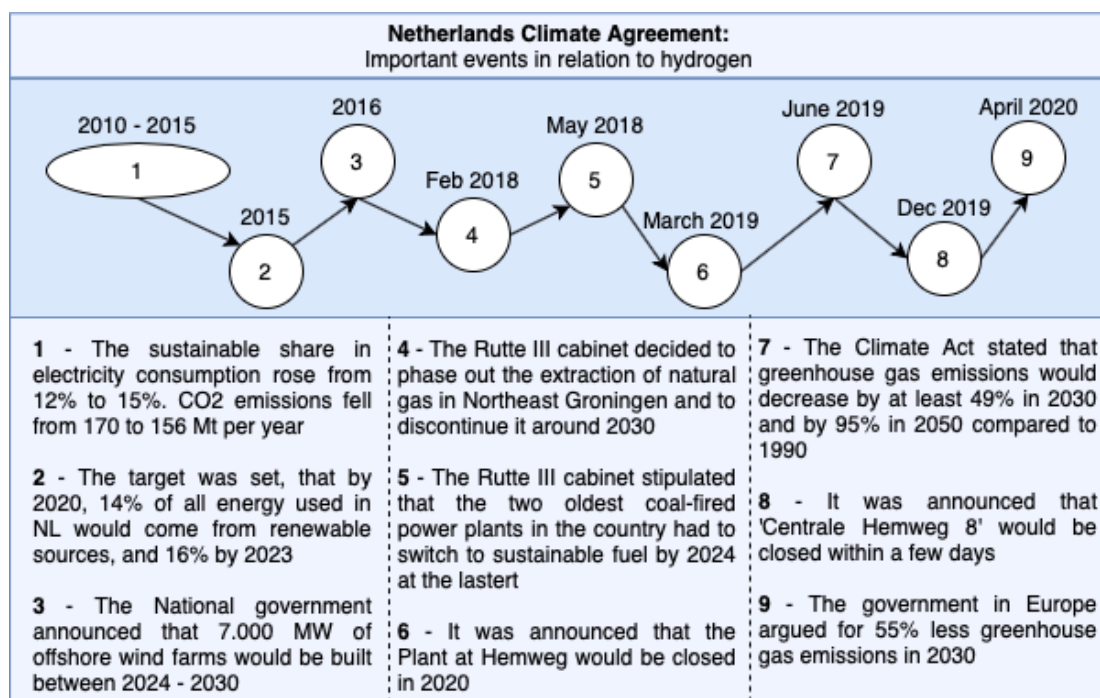 Netherlands Climate Agreement:
Important events in relation to hydrogen
2010 - 2015
2015
2016
Feb 2018
May 2018
March 2019
June 2019
Dec 2019
April 2020
1
2
3
4
5
6
7
8
9
1 - The sustainable share in
electricity consumption rose from
12% to 15%. CO2 emissions fell
from 170 to 156 Mt per year
2 - The target was set, that by
2020, 14% of all energy used in
NL would come from renewable
sources, and 16% by 2023
3 - The National government
announced that 7.000 MW of
offshore wind farms would be built
between 2024 - 2030
4 - The Rutte III cabinet decided to
phase out the extraction of natural
gas in Northeast Groningen and to
discontinue it around 2030
5 - The Rutte III cabinet stipulated
that the two oldest coal-fired
power plants in the country had to
switch to sustainable fuel by 2024
at the lastert
6 - It was announced that the
Plant at Hemweg would be closed
in 2020
7 - The Climate Act stated that
greenhouse gas emissions would
decrease by at least 49% in 2030
and by 95% in 2050 compared to
1990
8 - It was announced that
'Centrale Hemweg 8' would be
closed within a few days
9 - The government in Europe
argued for 55% less greenhouse
gas emissions in 2030